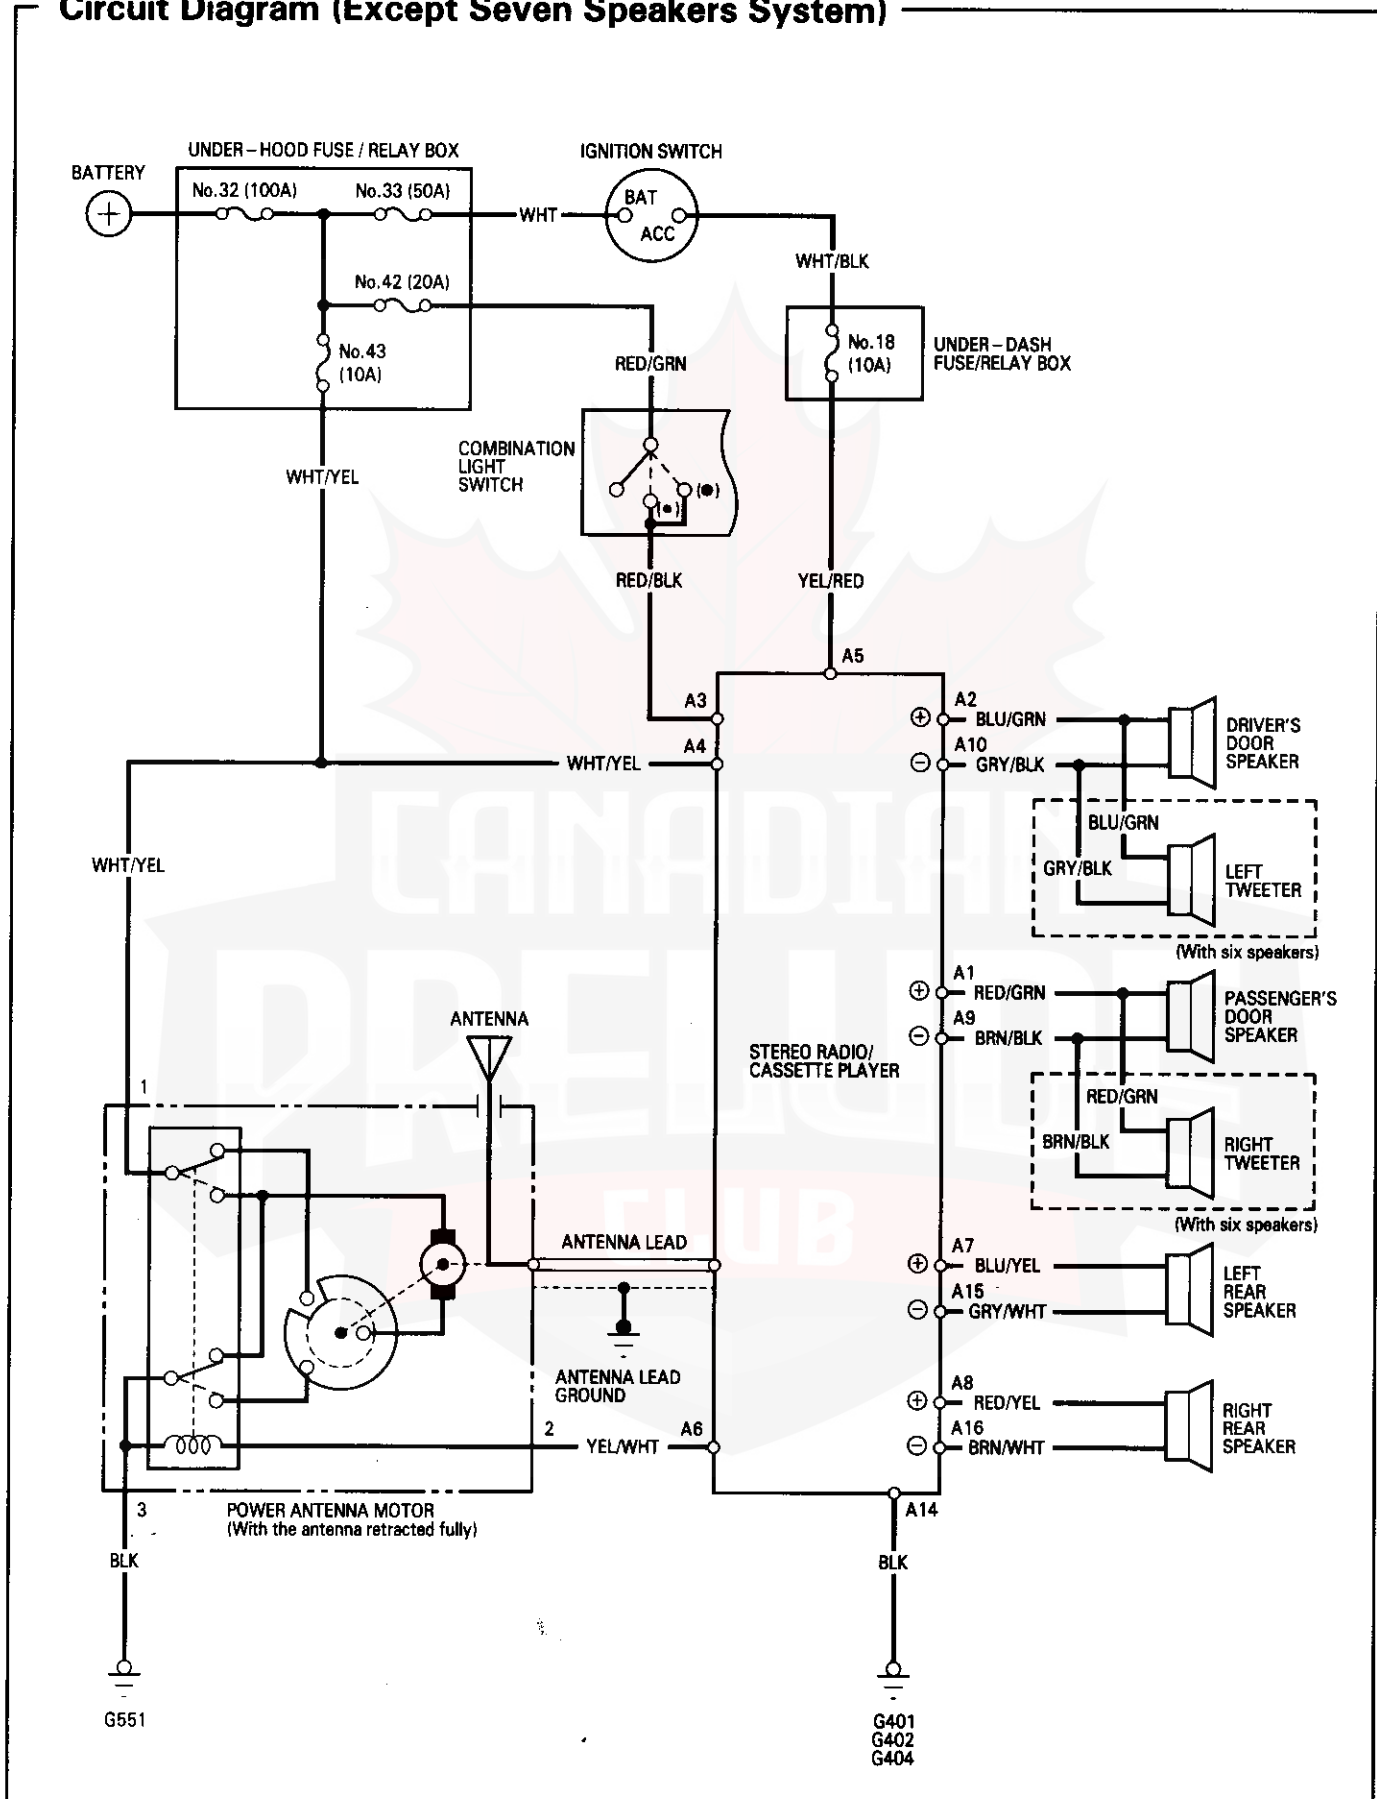 Circuit Diagram (Except Seven Speakers System)
UNDER-HOOD FUSE / RELAY BOX
IGNITION SWITCH
BATTERY
No.32 (100A)
No.33 (50A)
WHT
BAT
ACC
WHT/BLK
No.42 (20A)
No.43
(10A)
RED/GRN
No.18
(10A)
UNDER-DASH
FUSE/RELAY BOX
COMBINATION
LIGHT
SWITCH
(●)
(●)
WHT/YEL
RED/BLK
YEL/RED
A5
A3
A4
WHT/YEL
WHT/YEL
+
A2
BLU/GRN
A10
−
GRY/BLK
DRIVER'S
DOOR
SPEAKER
BLU/GRN
GRY/BLK
LEFT
TWEETER
(With six speakers)
A1
+
RED/GRN
A9
−
BRN/BLK
PASSENGER'S
DOOR
SPEAKER
RED/GRN
BRN/BLK
RIGHT
TWEETER
(With six speakers)
STEREO RADIO/
CASSETTE PLAYER
CANADIAN
PRELUDE
CLUB
ANTENNA
1
ANTENNA LEAD
ANTENNA LEAD
GROUND
A7
+
BLU/YEL
A15
−
GRY/WHT
LEFT
REAR
SPEAKER
A8
+
RED/YEL
A16
−
BRN/WHT
RIGHT
REAR
SPEAKER
2
YEL/WHT
A6
3
POWER ANTENNA MOTOR
(With the antenna retracted fully)
A14
BLK
BLK
G551
G401
G402
G404